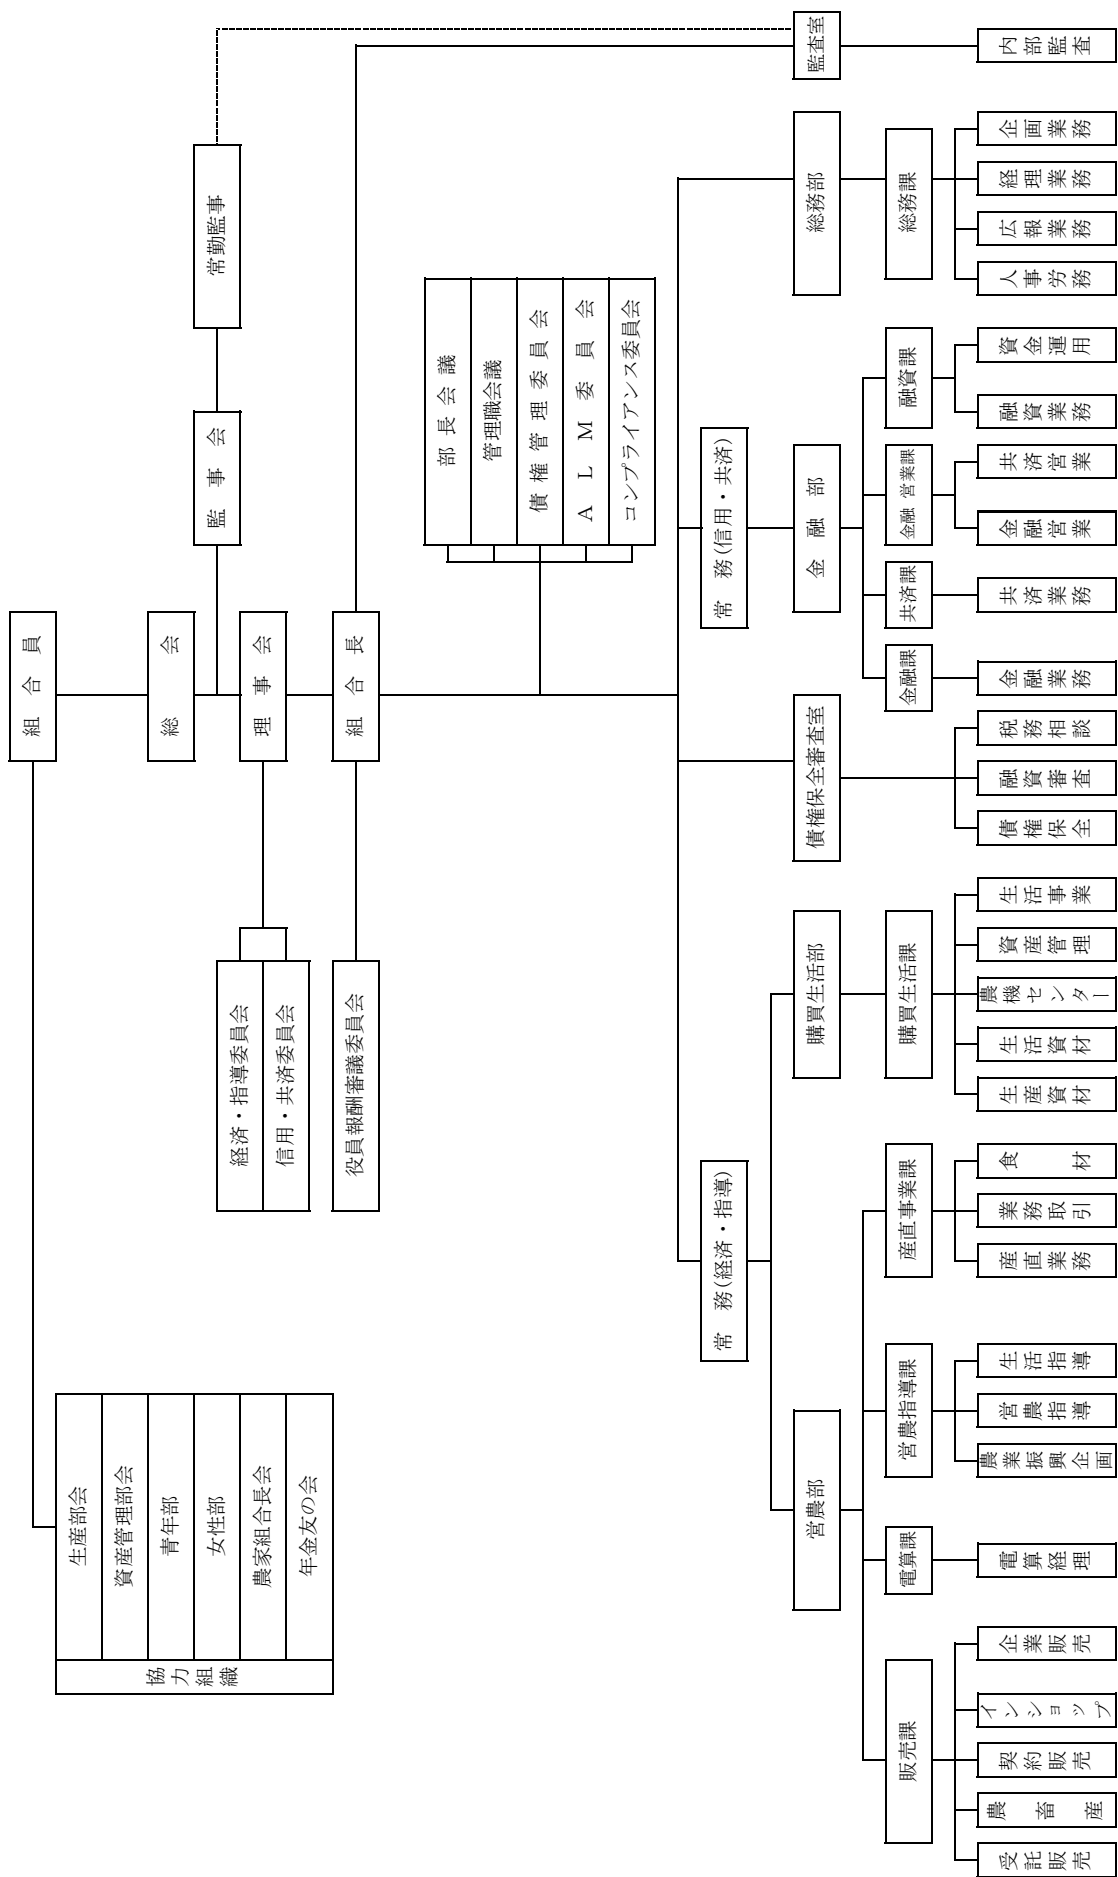 組合員
総会
理事会
組合長
監事会
常勤監事
協力組織
生産部会
資産管理部会
青年部
女性部
農家組合長会
年金友の会
経済・指導委員会
信用・共済委員会
役員報酬審議委員会
部長会議
管理職会議
債権管理委員会
ALM委員会
コンプライアンス委員会
常務(経済・指導)
常務(信用・共済)
営農部
購買生活部
債権保全審査室
金融部
総務部
監査室
販売課
電算課
営農指導課
産直事業課
購買生活課
金融課
共済課
金融営業課
融資課
総務課
受託販売
農畜産
契約販売
インショップ
企業販売
電算経理
農業振興企画
営農指導
生活指導
産直業務
業務取引
食材
生産資材
生活資材
農機センター
資産管理
生活事業
債権保全
融資審査
税務相談
金融業務
共済業務
金融営業
共済営業
融資業務
資金運用
人事労務
広報業務
経理業務
企画業務
内部監査